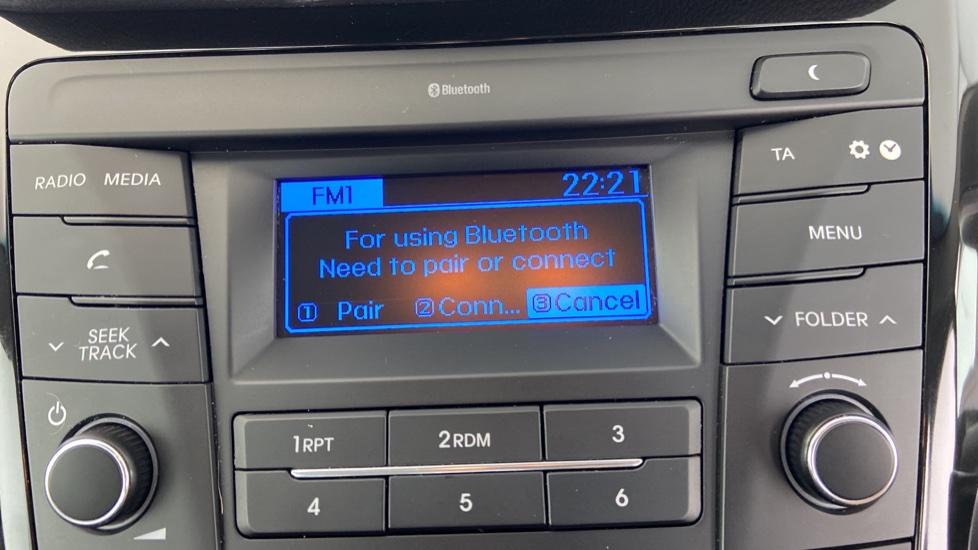 Bluetooth
RADIO MEDIA
TA
FM1 22:21
For using Bluetooth
Need to pair or connect
① Pair ②Conn... ③Cancel
MENU
SEEK
TRACK
FOLDER
1RPT 2RDM 3
4 5 6